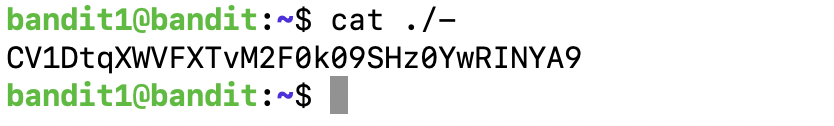 bandit1@bandit:~$ cat ./-
CV1DtqXWVFXTvM2F0k09SHz0YwRINYA9
bandit1@bandit:~$